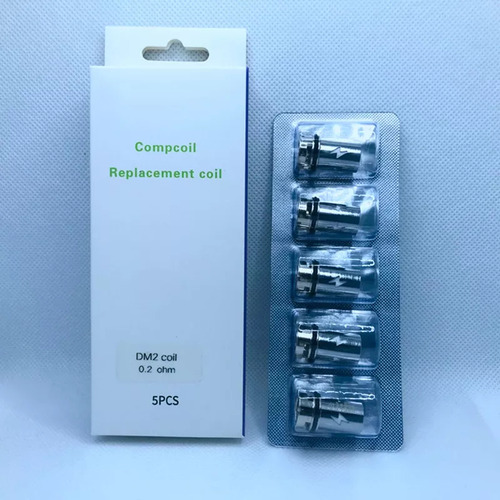 Compcoil
Replacement coil
DM2 coil
0.2 ohm
5PCS